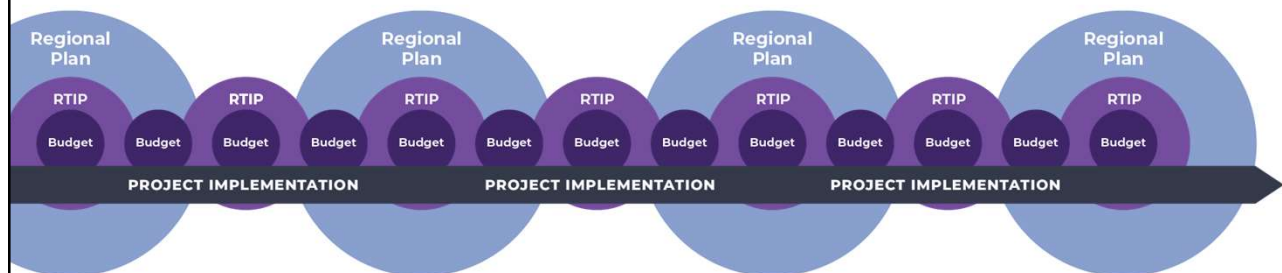 Regional
Plan
Regional
Plan
Regional
Plan
Regional
Plan
RTIP RTIP RTIP RTIP RTIP RTIP RTIP
Budget Budget Budget Budget Budget Budget Budget Budget Budget Budget Budget Budget Budget
PROJECT IMPLEMENTATION PROJECT IMPLEMENTATION PROJECT IMPLEMENTATION